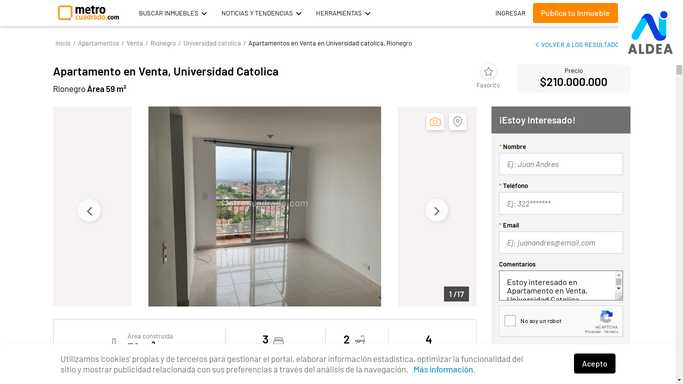 metro
cuadrado.com
BUSCAR INMUEBLES
NOTICIAS Y TENDENCIAS
HERRAMIENTAS
INGRESAR
Publica tu Inmueble
ALDEA
Inicio / Apartamentos / Venta / Rionegro / Universidad catolica / Apartamentos en Venta en Universidad catolica, Rionegro
VOLVER A LOS RESULTADO
Apartamento en Venta, Universidad Catolica
Rionegro Área 59 m²
Favorito
Precio
$210.000.000
1 / 17
¡Estoy Interesado!
* Nombre
Ej: Juan Andres
* Teléfono
Ej: 322*******
* Email
Ej: juanandres@email.com
Comentarios
Estoy interesado en
Apartamento en Venta,
Universidad Catolica
No soy un robot
reCAPTCHA
Privacidad - Términos
Área construida
3
2
4
Utilizamos 'cookies' propias y de terceros para gestionar el portal, elaborar información estadística, optimizar la funcionalidad del
sitio y mostrar publicidad relacionada con sus preferencias a través del análisis de la navegación. Más información.
Acepto